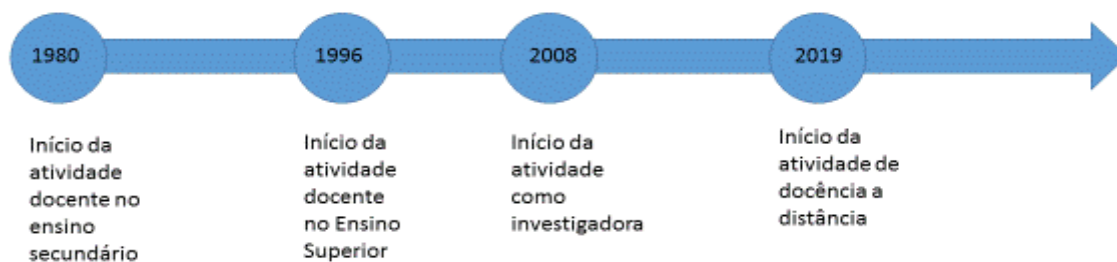 1980
1996
2008
2019
Início da
atividade
docente no
ensino
secundário
Início da
atividade
docente
no Ensino
Superior
Início da
atividade
como
investigadora
Início da
atividade de
docência a
distância